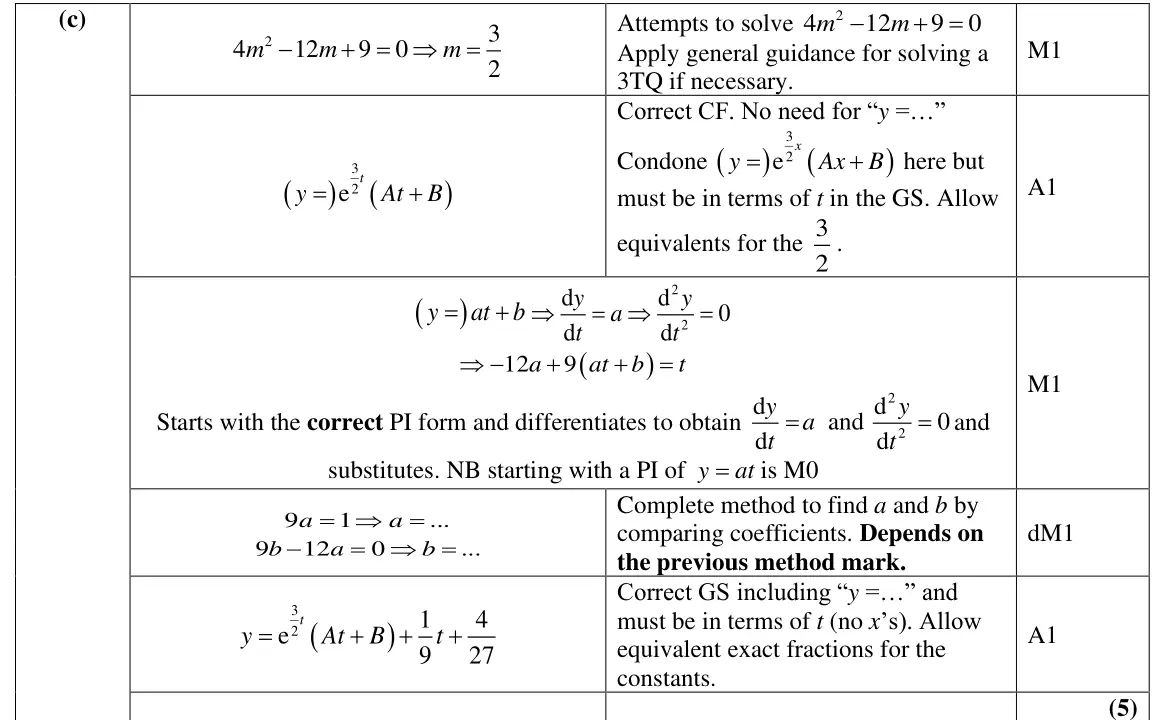 (c)
4m² − 12m + 9 = 0 ⇒ m = 3/2
Attempts to solve 4m² − 12m + 9 = 0
Apply general guidance for solving a
3TQ if necessary.
M1
(y =)e^(3/2 t)(At + B)
Correct CF. No need for “y =…”
Condone (y =)e^(3/2 x)(Ax + B) here but
must be in terms of t in the GS. Allow
equivalents for the 3/2 .
A1
(y =)at + b ⇒ dy/dt = a ⇒ d²y/dt² = 0
⇒ −12a + 9(at + b) = t
Starts with the correct PI form and differentiates to obtain dy/dt = a and d²y/dt² = 0 and
substitutes. NB starting with a PI of y = at is M0
M1
9a = 1 ⇒ a = ...
9b − 12a = 0 ⇒ b = ...
Complete method to find a and b by
comparing coefficients. Depends on
the previous method mark.
dM1
y = e^(3/2 t)(At + B) + 1/9 t + 4/27
Correct GS including “y =…” and
must be in terms of t (no x’s). Allow
equivalent exact fractions for the
constants.
A1
(5)